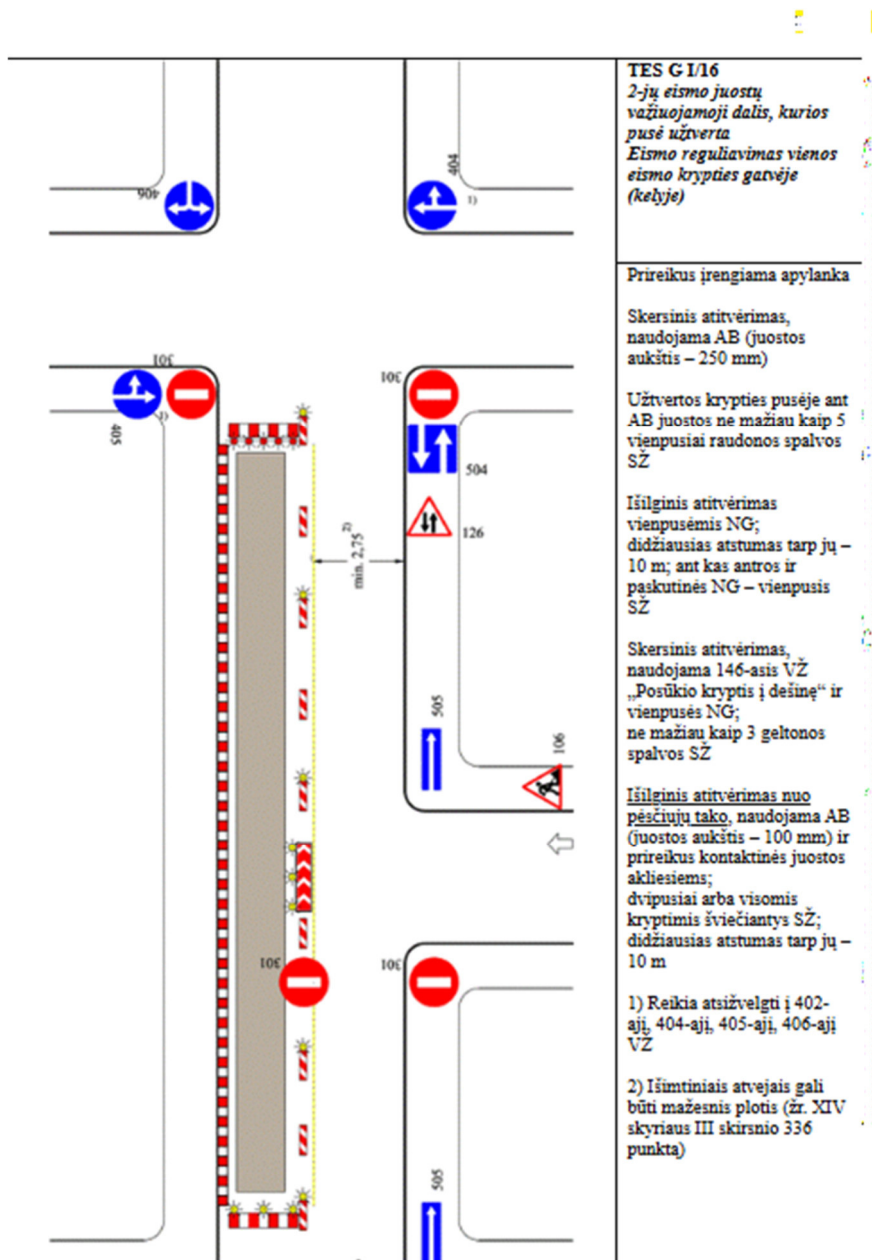 TES G I/16
2-jų eismo juostų
važiuojamoji dalis, kurios
pusė užtverta
Eismo reguliavimas vienos
eismo krypties gatvėje
(kelyje)
Prireikus įrengiama apylanka
Skersinis atitvėrimas,
naudojama AB (juostos
aukštis – 250 mm)
Užtvertos krypties pusėje ant
AB juostos ne mažiau kaip 5
vienpusiai raudonos spalvos
SŽ
Išilginis atitvėrimas
vienpusėmis NG;
didžiausias atstumas tarp jų –
10 m; ant kas antros ir
paskutinės NG – vienpusis
SŽ
Skersinis atitvėrimas,
naudojama 146-asis VŽ
„Posūkio kryptis į dešinę“ ir
vienpusės NG;
ne mažiau kaip 3 geltonos
spalvos SŽ
Išilginis atitvėrimas nuo
pėsčiųjų tako, naudojama AB
(juostos aukštis – 100 mm) ir
prireikus kontaktinės juostos
akliesiems;
dvipusiai arba visomis
kryptimis šviečiantys SŽ;
didžiausias atstumas tarp jų –
10 m
1) Reikia atsižvelgti į 402-
ąjį, 404-ąjį, 405-ąjį, 406-ąjį
VŽ
2) Išimtiniais atvejais gali
būti mažesnis plotis (žr. XIV
skyriaus III skirsnio 336
punktą)
406
404
1)
301
301
405
1)
504
126
min. 2,75 2)
505
106
301
301
505